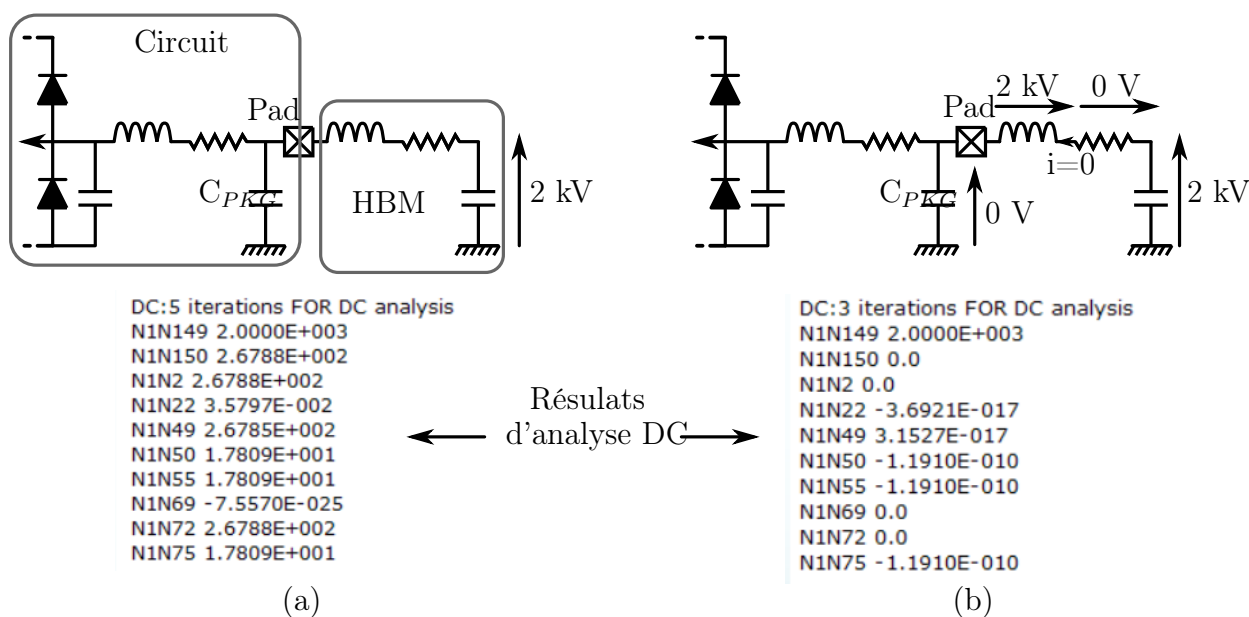 Circuit
Pad
C_PKG
HBM
2 kV
2 kV
0 V
Pad
i=0
C_PKG
0 V
2 kV
DC:5 iterations FOR DC analysis
N1N149 2.0000E+003
N1N150 2.6788E+002
N1N2 2.6788E+002
N1N22 3.5797E-002
N1N49 2.6785E+002
N1N50 1.7809E+001
N1N55 1.7809E+001
N1N69 -7.5570E-025
N1N72 2.6788E+002
N1N75 1.7809E+001
Résulats
d'analyse DC
DC:3 iterations FOR DC analysis
N1N149 2.0000E+003
N1N150 0.0
N1N2 0.0
N1N22 -3.6921E-017
N1N49 3.1527E-017
N1N50 -1.1910E-010
N1N55 -1.1910E-010
N1N69 0.0
N1N72 0.0
N1N75 -1.1910E-010
(a)
(b)